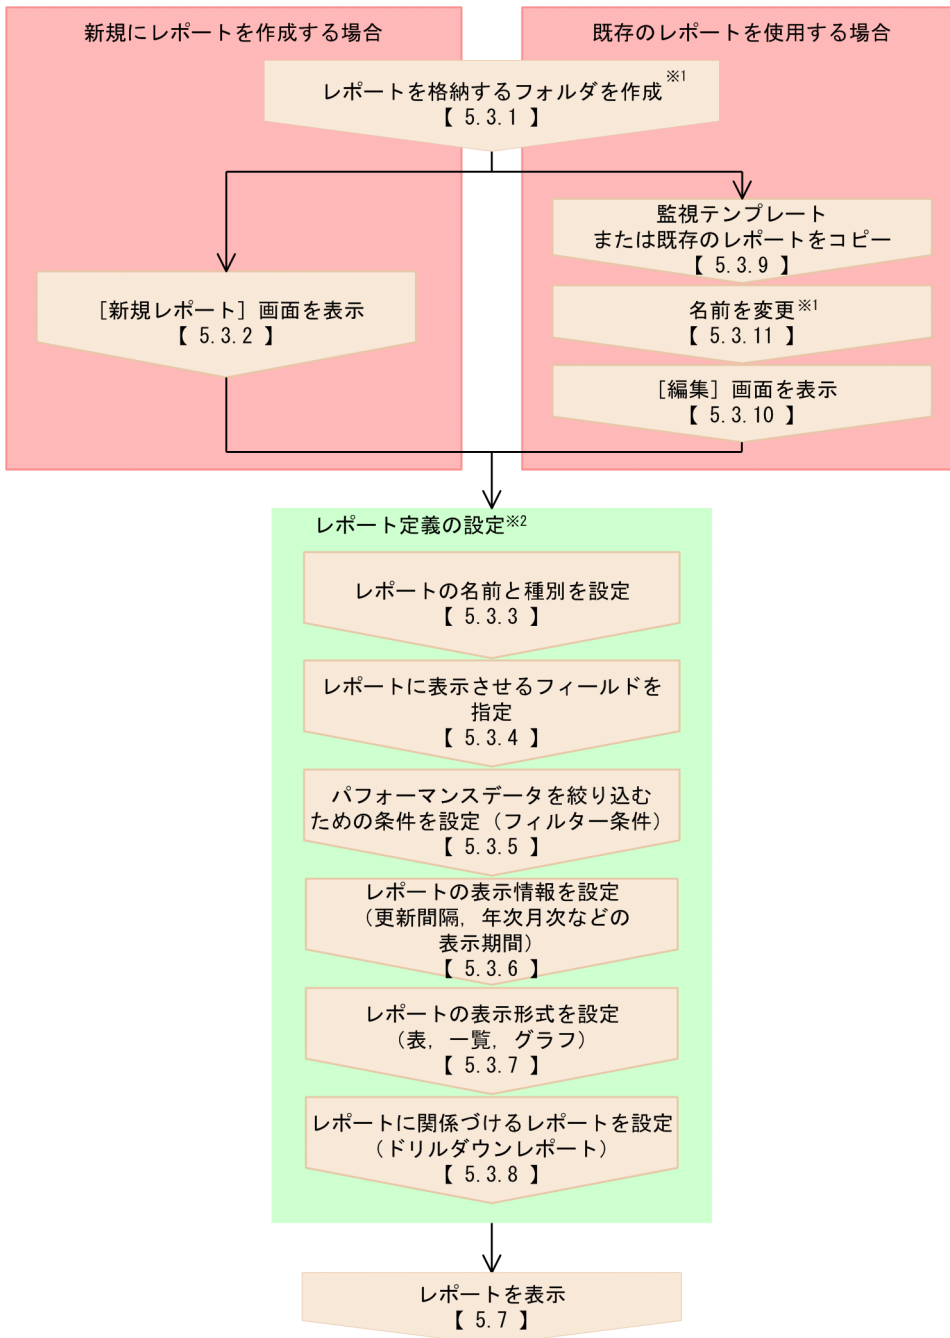 新規にレポートを作成する場合
既存のレポートを使用する場合
レポートを格納するフォルダを作成※1
【 5.3.1 】
監視テンプレート
または既存のレポートをコピー
【 5.3.9 】
[新規レポート] 画面を表示
【 5.3.2 】
名前を変更※1
【 5.3.11 】
[編集] 画面を表示
【 5.3.10 】
レポート定義の設定※2
レポートの名前と種別を設定
【 5.3.3 】
レポートに表示させるフィールドを
指定
【 5.3.4 】
パフォーマンスデータを絞り込む
ための条件を設定（フィルター条件）
【 5.3.5 】
レポートの表示情報を設定
（更新間隔，年次月次などの
表示期間）
【 5.3.6 】
レポートの表示形式を設定
（表，一覧，グラフ）
【 5.3.7 】
レポートに関係づけるレポートを設定
（ドリルダウンレポート）
【 5.3.8 】
レポートを表示
【 5.7 】